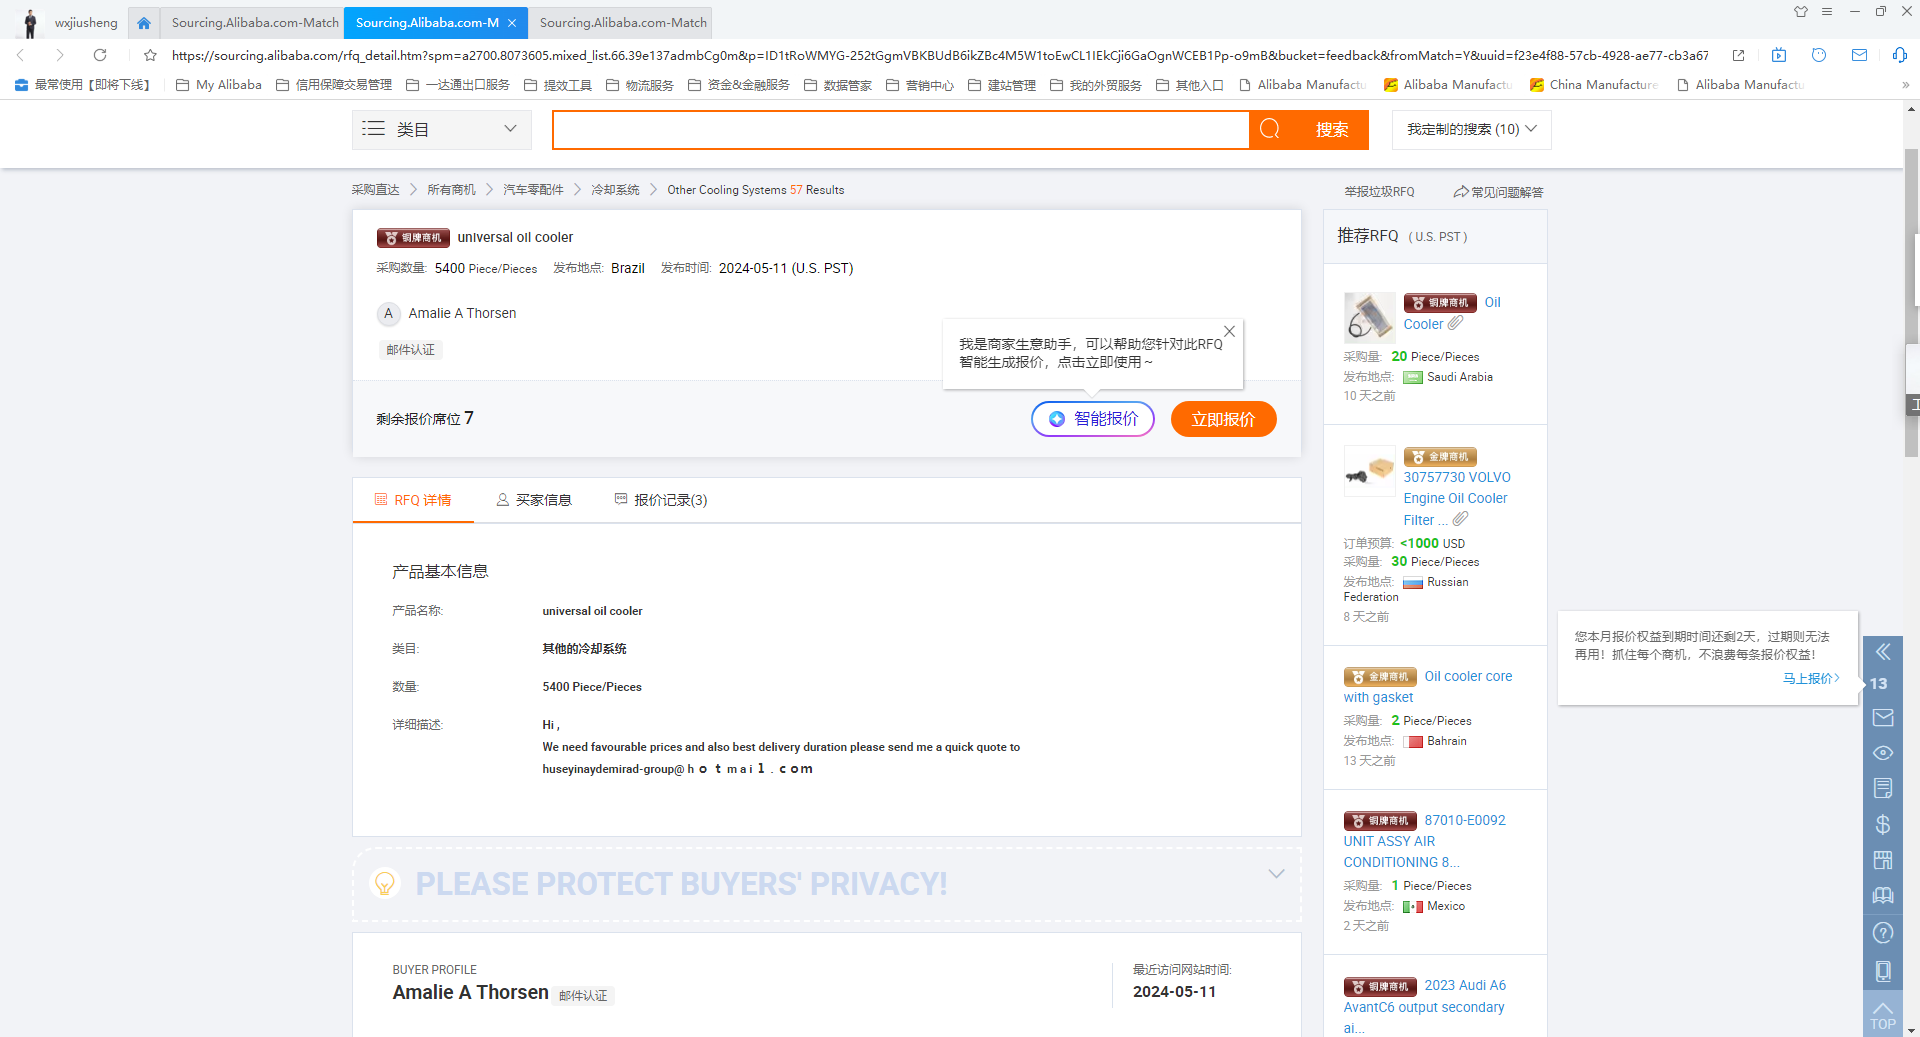 wxjiusheng
Sourcing.Alibaba.com-Match
Sourcing.Alibaba.com-M
Sourcing.Alibaba.com-Match
https://sourcing.alibaba.com/rfq_detail.htm?spm=a2700.8073605.mixed_list.66.39e137admbCg0m&p=ID1tRoWMYG-252tGgmVBKBUdB6ikZBc4M5W1toEwCL1IEkCji6GaOgnWCEB1Pp-o9mB&bucket=feedback&fromMatch=Y&uuid=f23e4f88-57cb-4928-ae77-cb3a67
最常使用【即将下线】 My Alibaba 信用保障交易管理 一达通出口服务 提效工具 物流服务 资金&金融服务 数据管家 营销中心 建站管理 我的外贸服务 其他入口 Alibaba Manufactu Alibaba Manufactu China Manufacture Alibaba Manufactu
类目
搜索
我定制的搜索 (10)
采购直达 所有商机 汽车零配件 冷却系统 Other Cooling Systems 57 Results
举报垃圾RFQ 常见问题解答
铜牌商机 universal oil cooler
采购数量: 5400 Piece/Pieces 发布地点: Brazil 发布时间: 2024-05-11 (U.S. PST)
A Amalie A Thorsen
邮件认证
我是商家生意助手，可以帮助您针对此RFQ
智能生成报价，点击立即使用～
剩余报价席位 7
智能报价 立即报价
RFQ 详情 买家信息 报价记录(3)
产品基本信息
产品名称: universal oil cooler
类目: 其他的冷却系统
数量: 5400 Piece/Pieces
详细描述: Hi ,
We need favourable prices and also best delivery duration please send me a quick quote to
huseyinaydemirad-group@ h o t m a i l . c o m
PLEASE PROTECT BUYERS' PRIVACY!
BUYER PROFILE
Amalie A Thorsen 邮件认证
最近访问网站时间:
2024-05-11
推荐RFQ ( U.S. PST )
铜牌商机 Oil
Cooler
采购量: 20 Piece/Pieces
发布地点: Saudi Arabia
10 天之前
金牌商机
30757730 VOLVO
Engine Oil Cooler
Filter ...
订单预算: <1000 USD
采购量: 30 Piece/Pieces
发布地点: Russian
Federation
8 天之前
金牌商机 Oil cooler core
with gasket
采购量: 2 Piece/Pieces
发布地点: Bahrain
13 天之前
铜牌商机 87010-E0092
UNIT ASSY AIR
CONDITIONING 8...
采购量: 1 Piece/Pieces
发布地点: Mexico
2 天之前
铜牌商机 2023 Audi A6
AvantC6 output secondary
ai...
您本月报价权益到期时间还剩2天，过期则无法
再用！抓住每个商机，不浪费每条报价权益！
马上报价
13
TOP